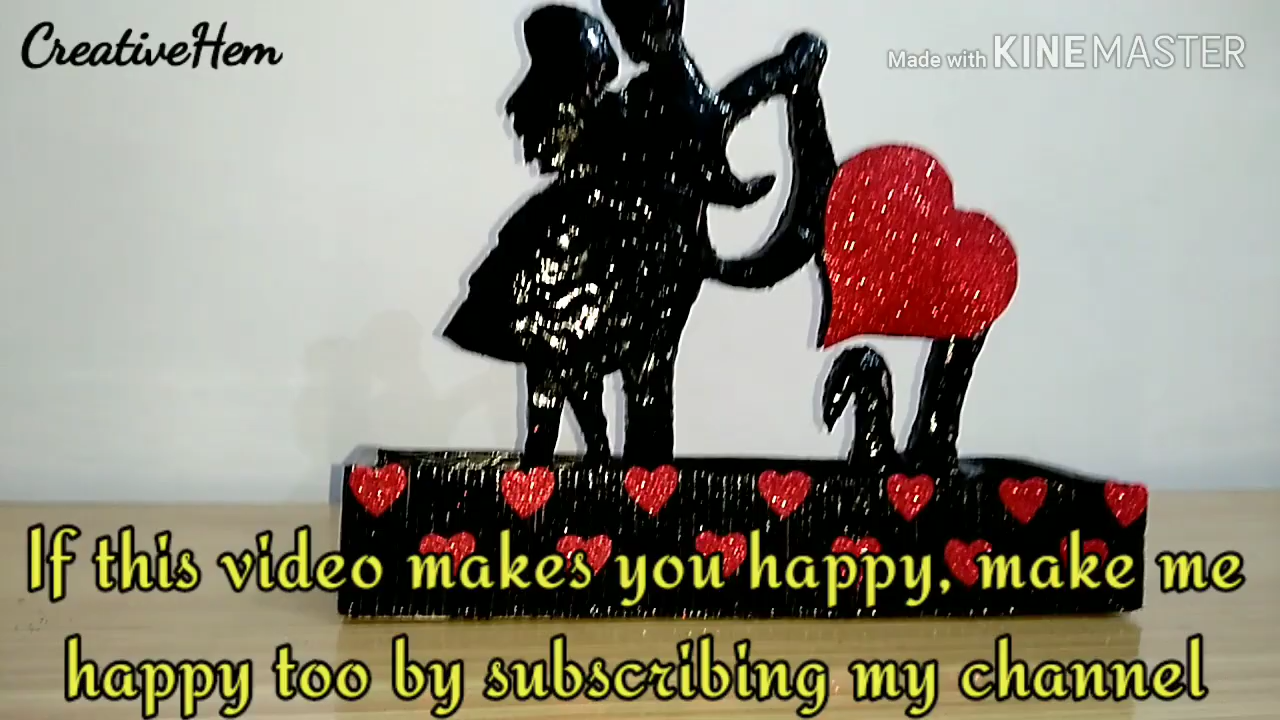 CreativeHem
Made with KINEMASTER
If this video makes you happy, make me
happy too by subscribing my channel